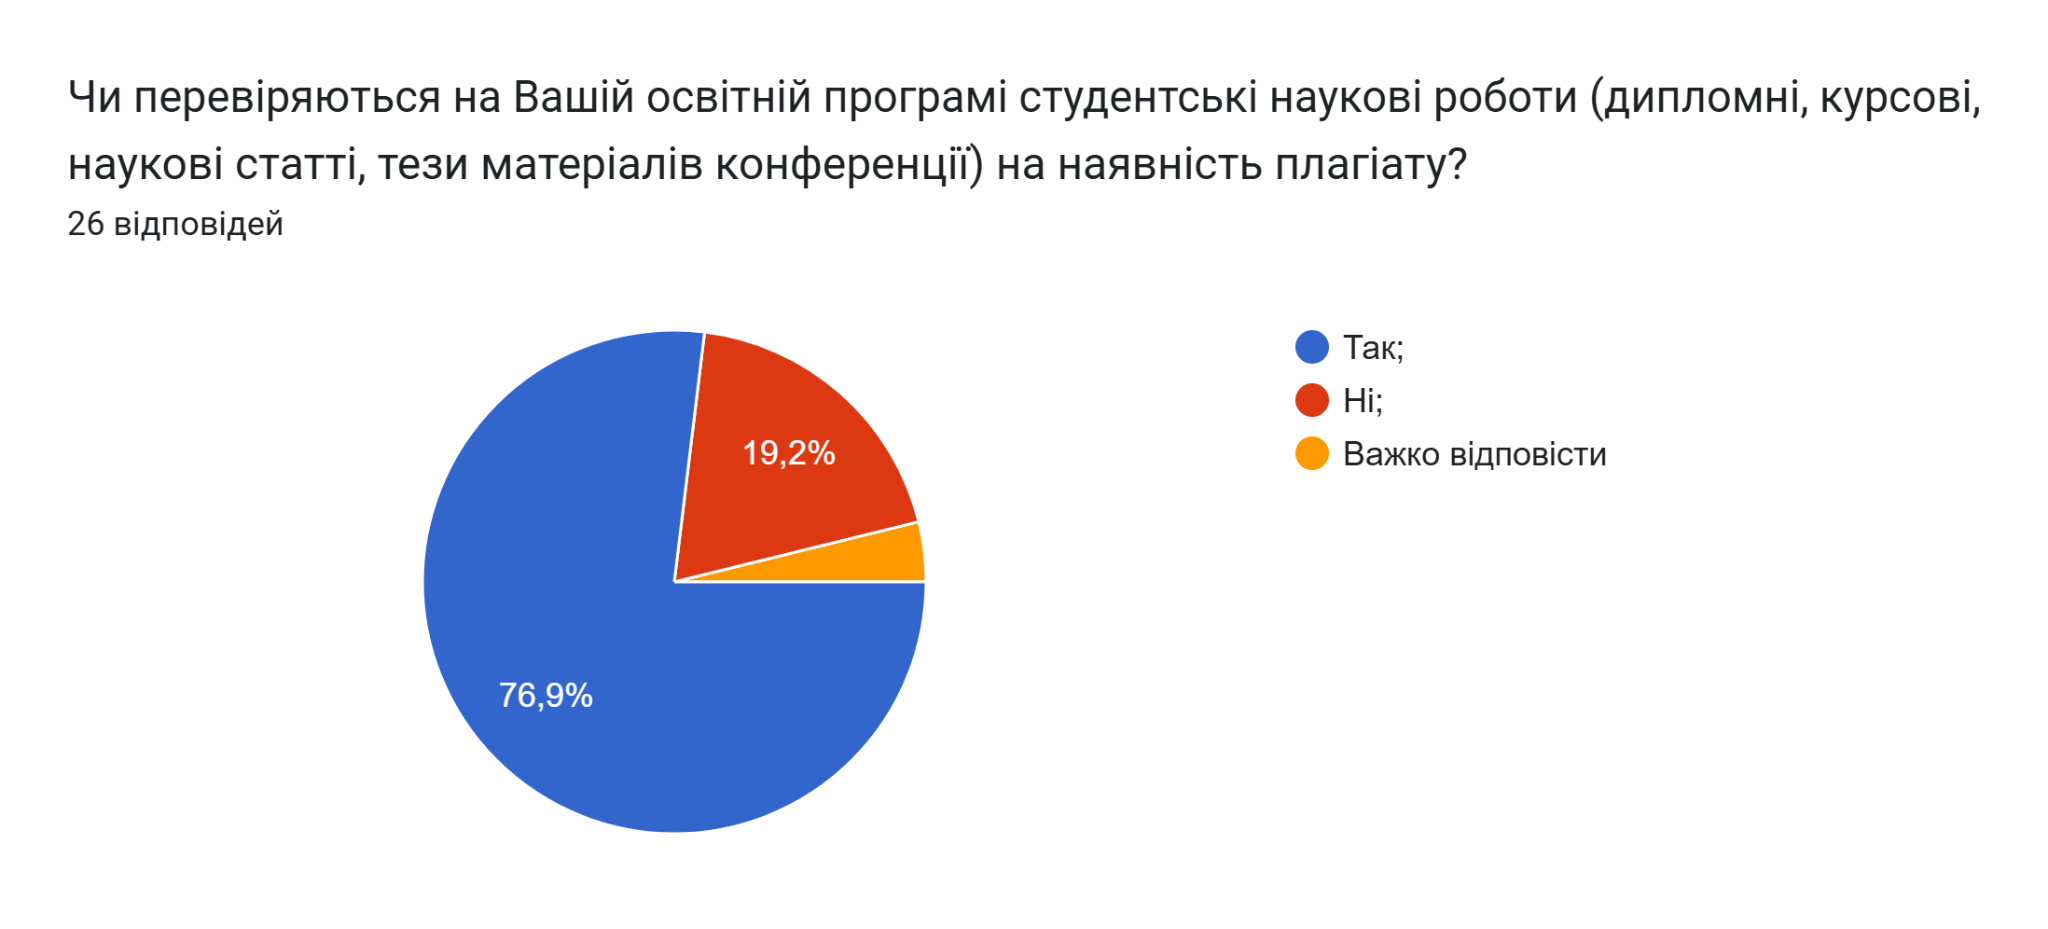 Чи перевіряються на Вашій освітній програмі студентські наукові роботи (дипломні, курсові,
наукові статті, тези матеріалів конференції) на наявність плагіату?
26 відповідей
Так;
Ні;
Важко відповісти
19,2%
76,9%